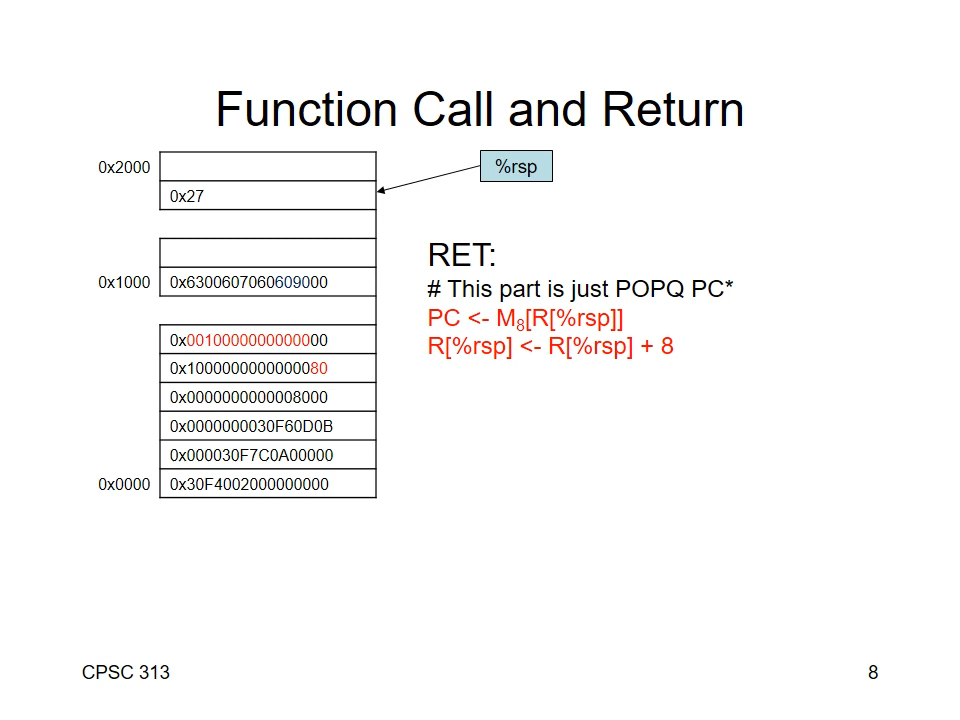 Function Call and Return
0x2000
%rsp
0x27
0x1000
0x6300607060609000
0x0010000000000000
0x1000000000000080
0x0000000000008000
0x0000000030F60D0B
0x000030F7C0A00000
0x0000
0x30F4002000000000
RET:
# This part is just POPQ PC*
PC <- M8[R[%rsp]]
R[%rsp] <- R[%rsp] + 8
CPSC 313
8